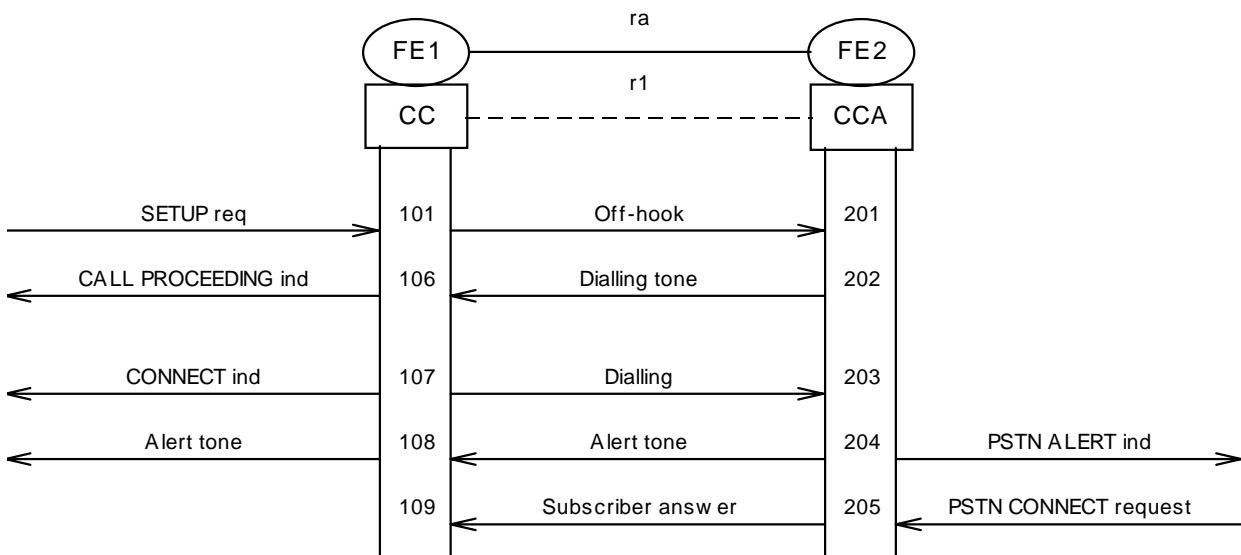 ra
FE1 FE2
r1
CC CCA
SETUP req 101 Off-hook 201
CALL PROCEEDING ind 106 Dialling tone 202
CONNECT ind 107 Dialling 203
Alert tone 108 Alert tone 204 PSTN ALERT ind
109 Subscriber answer 205 PSTN CONNECT request